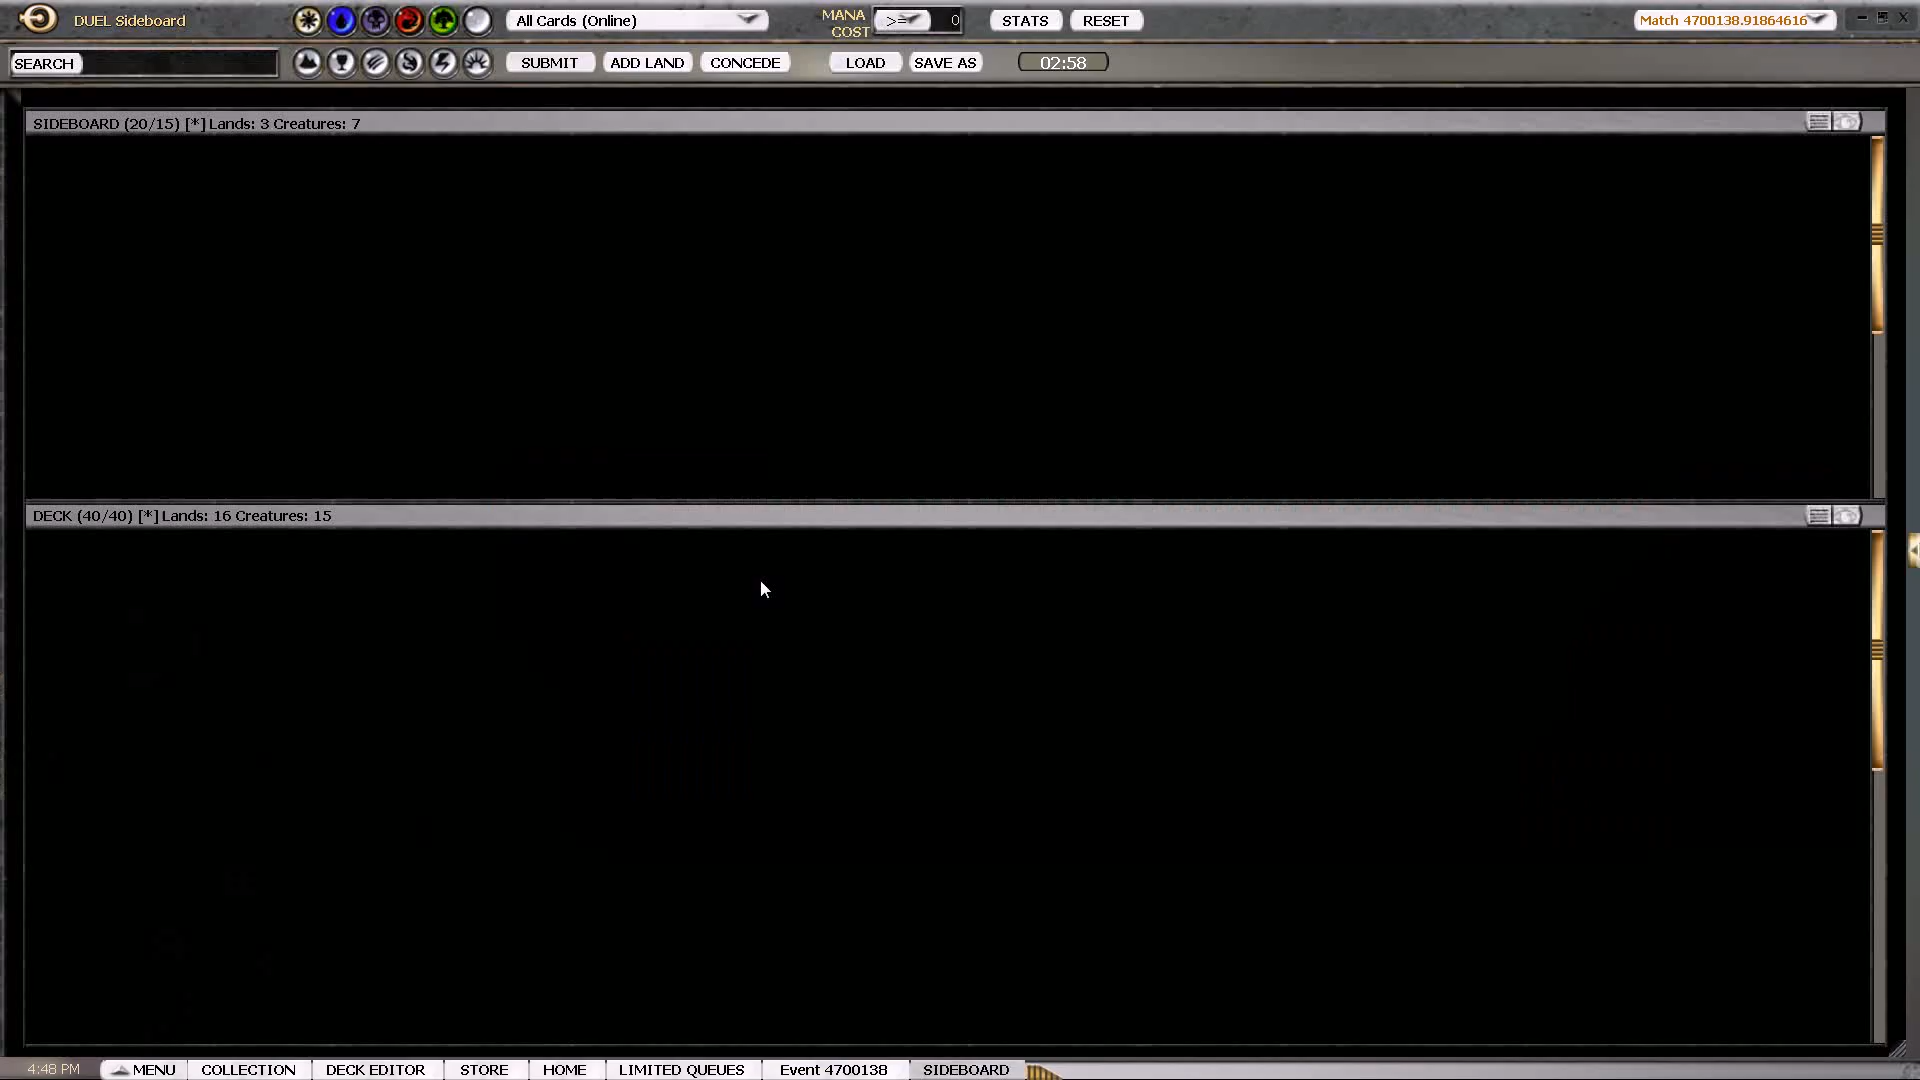 DUEL Sideboard
All Cards (Online)
MANA COST
>=
0
STATS
RESET
Match 4700138.91864616
SEARCH
SUBMIT
ADD LAND
CONCEDE
LOAD
SAVE AS
02:58
SIDEBOARD (20/15) [*] Lands: 3 Creatures: 7
DECK (40/40) [*] Lands: 16 Creatures: 15
4:48 PM
MENU
COLLECTION
DECK EDITOR
STORE
HOME
LIMITED QUEUES
Event 4700138
SIDEBOARD